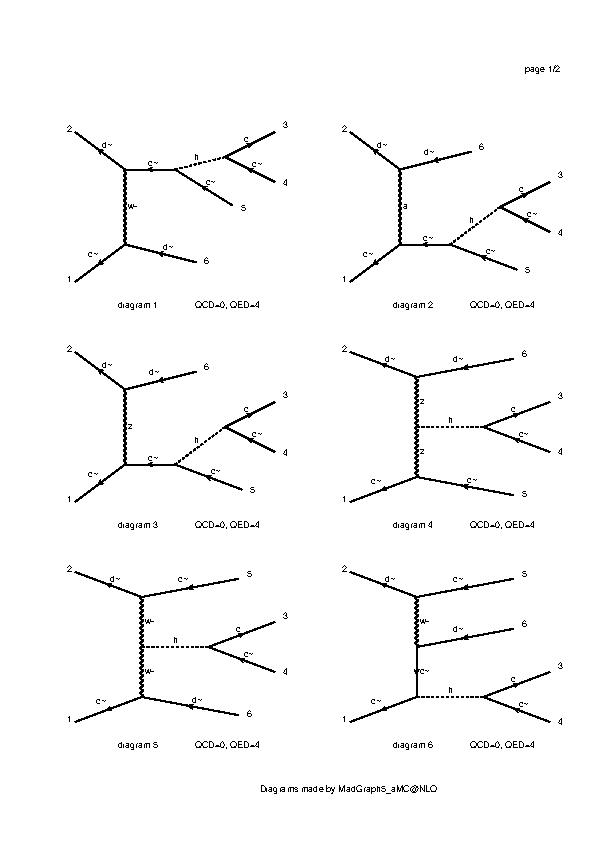 page 1/2
2 d~ c~ h c 3
c~ 4
c~ 5
w-
c~ d~ 6
1
diagram 1 QCD=0, QED=4
2 d~ d~ 6
a
c 3
h c~ 4
c~ c~ c~ 5
1
diagram 2 QCD=0, QED=4
2 d~ d~ 6
z
c 3
h c~ 4
c~ c~ c~ 5
1
diagram 3 QCD=0, QED=4
2 d~ d~ 6
z
h c 3
c~ 4
z
c~ c~ 5
1
diagram 4 QCD=0, QED=4
2 d~ c~ 5
w-
h c 3
c~ 4
w-
c~ d~ 6
1
diagram 5 QCD=0, QED=4
2 d~ c~ 5
w-
d~ 6
c~
h c 3
c~ c~ 4
1
diagram 6 QCD=0, QED=4
Diagrams made by MadGraph5_aMC@NLO